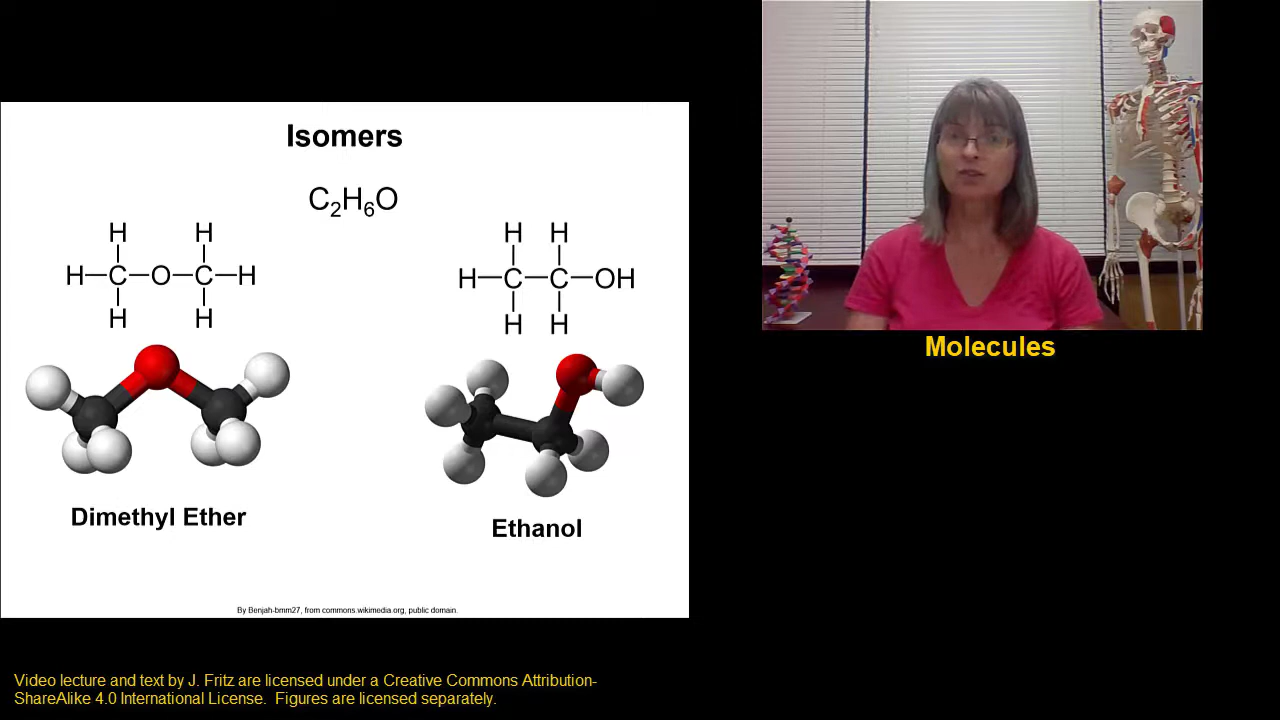 Isomers
C₂H₆O
H H
H C O C H
H H
H H
H C C OH
H H
Dimethyl Ether
Ethanol
By Benjah-bmm27, from commons.wikimedia.org, public domain.
Molecules
Video lecture and text by J. Fritz are licensed under a Creative Commons Attribution-
ShareAlike 4.0 International License.  Figures are licensed separately.